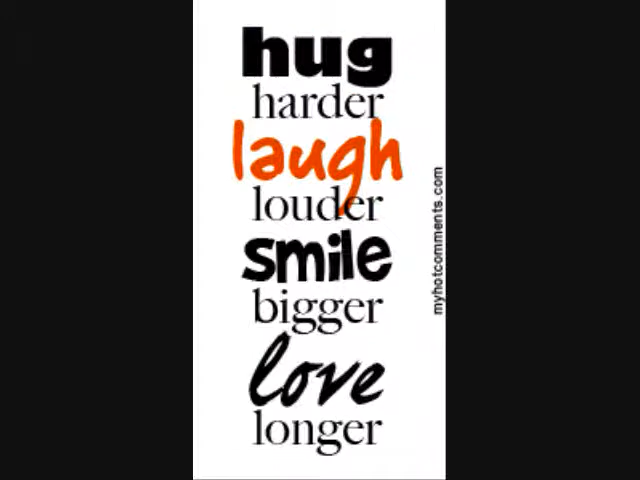 hug
harder
laugh
louder
smile
bigger
love
longer
myhotcomments.com